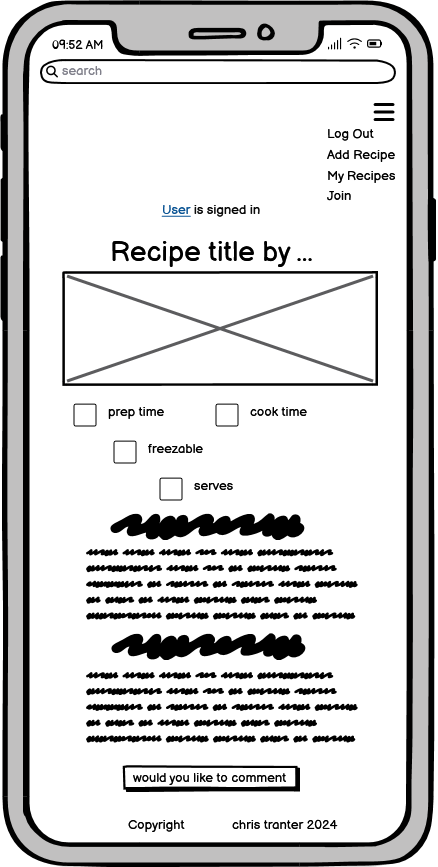 09:52 AM
search
Log Out
Add Recipe
My Recipes
Join
User is signed in
Recipe title by ...
prep time cook time
freezable
serves
would you like to comment
Copyright chris tranter 2024